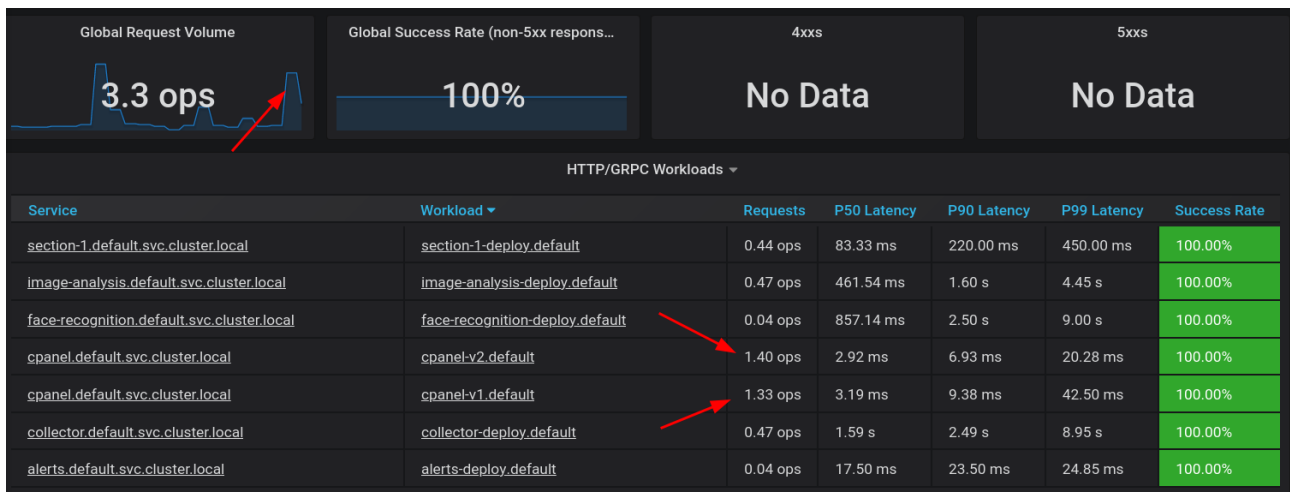 Global Request Volume Global Success Rate (non-5xx respons... 4xxs 5xxs
3.3 ops 100% No Data No Data
HTTP/GRPC Workloads
Service Workload Requests P50 Latency P90 Latency P99 Latency Success Rate
section-1.default.svc.cluster.local section-1-deploy.default 0.44 ops 83.33 ms 220.00 ms 450.00 ms 100.00%
image-analysis.default.svc.cluster.local image-analysis-deploy.default 0.47 ops 461.54 ms 1.60 s 4.45 s 100.00%
face-recognition.default.svc.cluster.local face-recognition-deploy.default 0.04 ops 857.14 ms 2.50 s 9.00 s 100.00%
cpanel.default.svc.cluster.local cpanel-v2.default 1.40 ops 2.92 ms 6.93 ms 20.28 ms 100.00%
cpanel.default.svc.cluster.local cpanel-v1.default 1.33 ops 3.19 ms 9.38 ms 42.50 ms 100.00%
collector.default.svc.cluster.local collector-deploy.default 0.47 ops 1.59 s 2.49 s 8.95 s 100.00%
alerts.default.svc.cluster.local alerts-deploy.default 0.04 ops 17.50 ms 23.50 ms 24.85 ms 100.00%